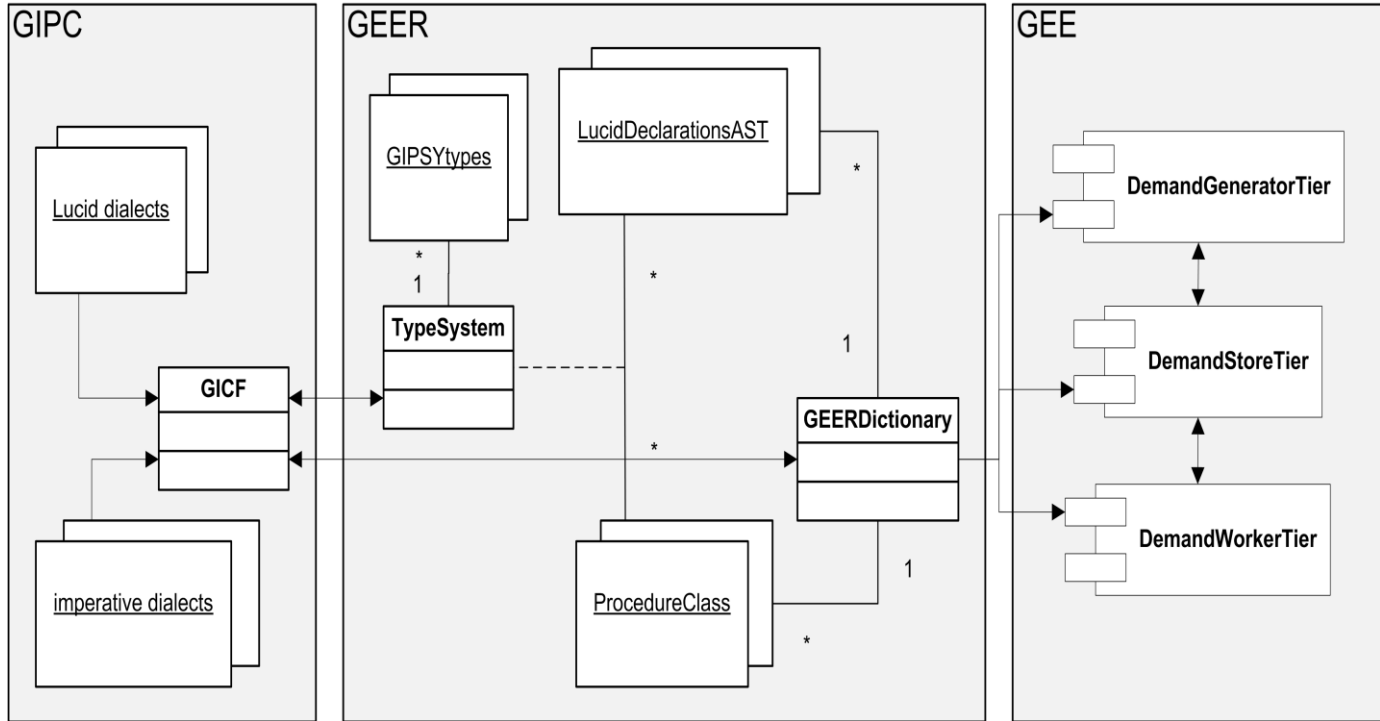 GIPC
Lucid dialects
GICF
imperative dialects
GEER
GIPSYtypes
*
1
TypeSystem
LucidDeclarationsAST
*
*
1
GEERDictionary
*
1
ProcedureClass
*
GEE
DemandGeneratorTier
DemandStoreTier
DemandWorkerTier